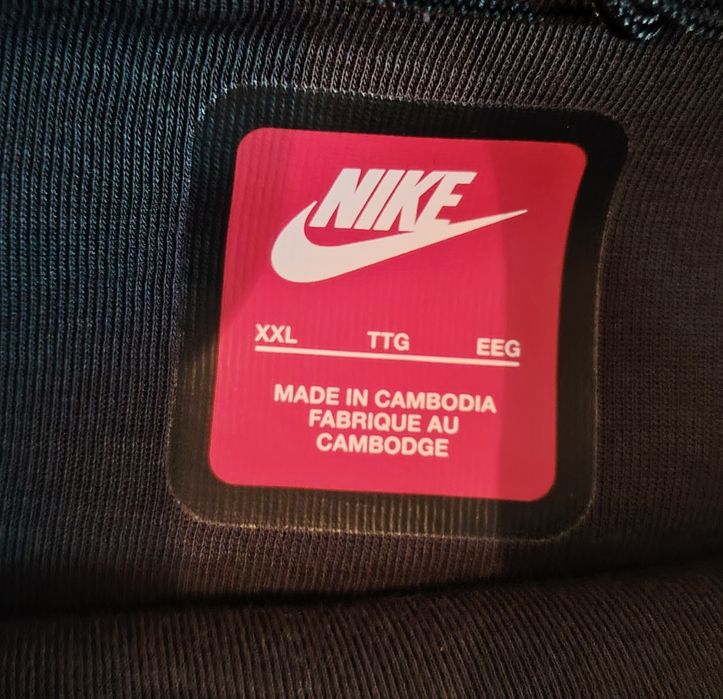 NIKE
XXL TTG EEG
MADE IN CAMBODIA
FABRIQUE AU
CAMBODGE